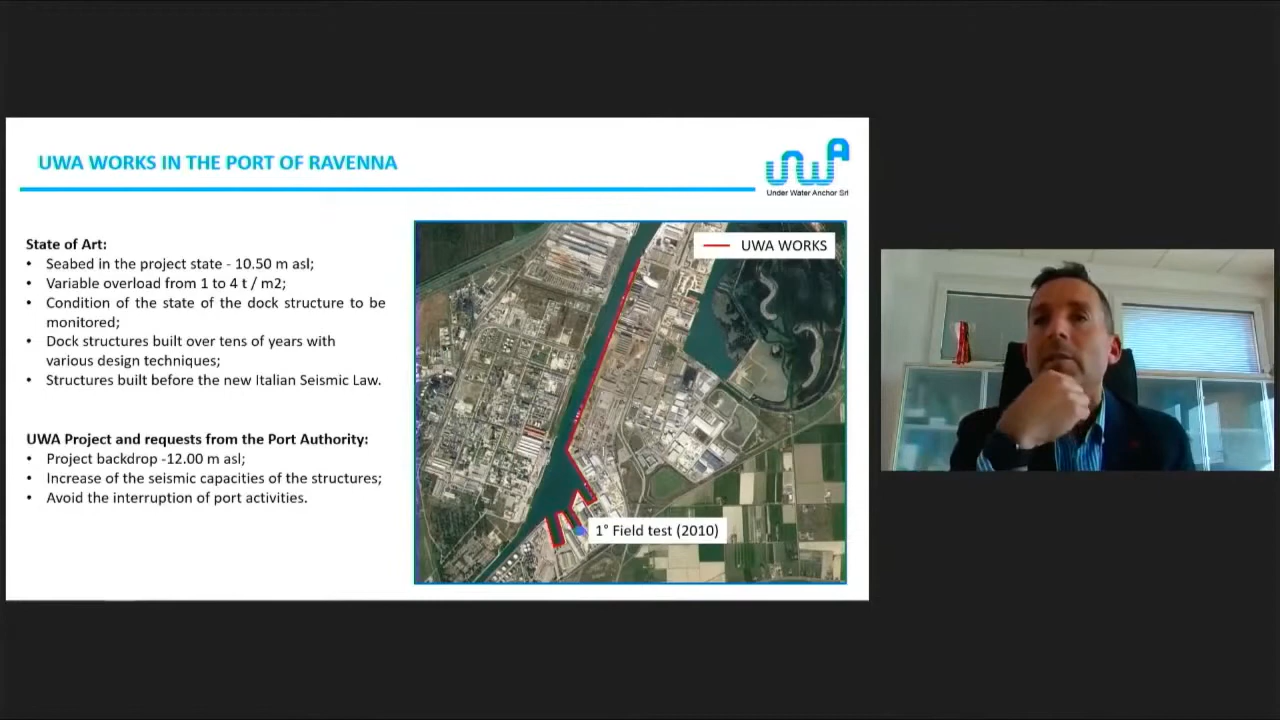 UWA WORKS IN THE PORT OF RAVENNA
UWA
Under Water Anchor Srl
State of Art:
• Seabed in the project state - 10.50 m asl;
• Variable overload from 1 to 4 t / m2;
• Condition of the state of the dock structure to be
monitored;
• Dock structures built over tens of years with
various design techniques;
• Structures built before the new Italian Seismic Law.
UWA Project and requests from the Port Authority:
• Project backdrop -12.00 m asl;
• Increase of the seismic capacities of the structures;
• Avoid the interruption of port activities.
UWA WORKS
1° Field test (2010)